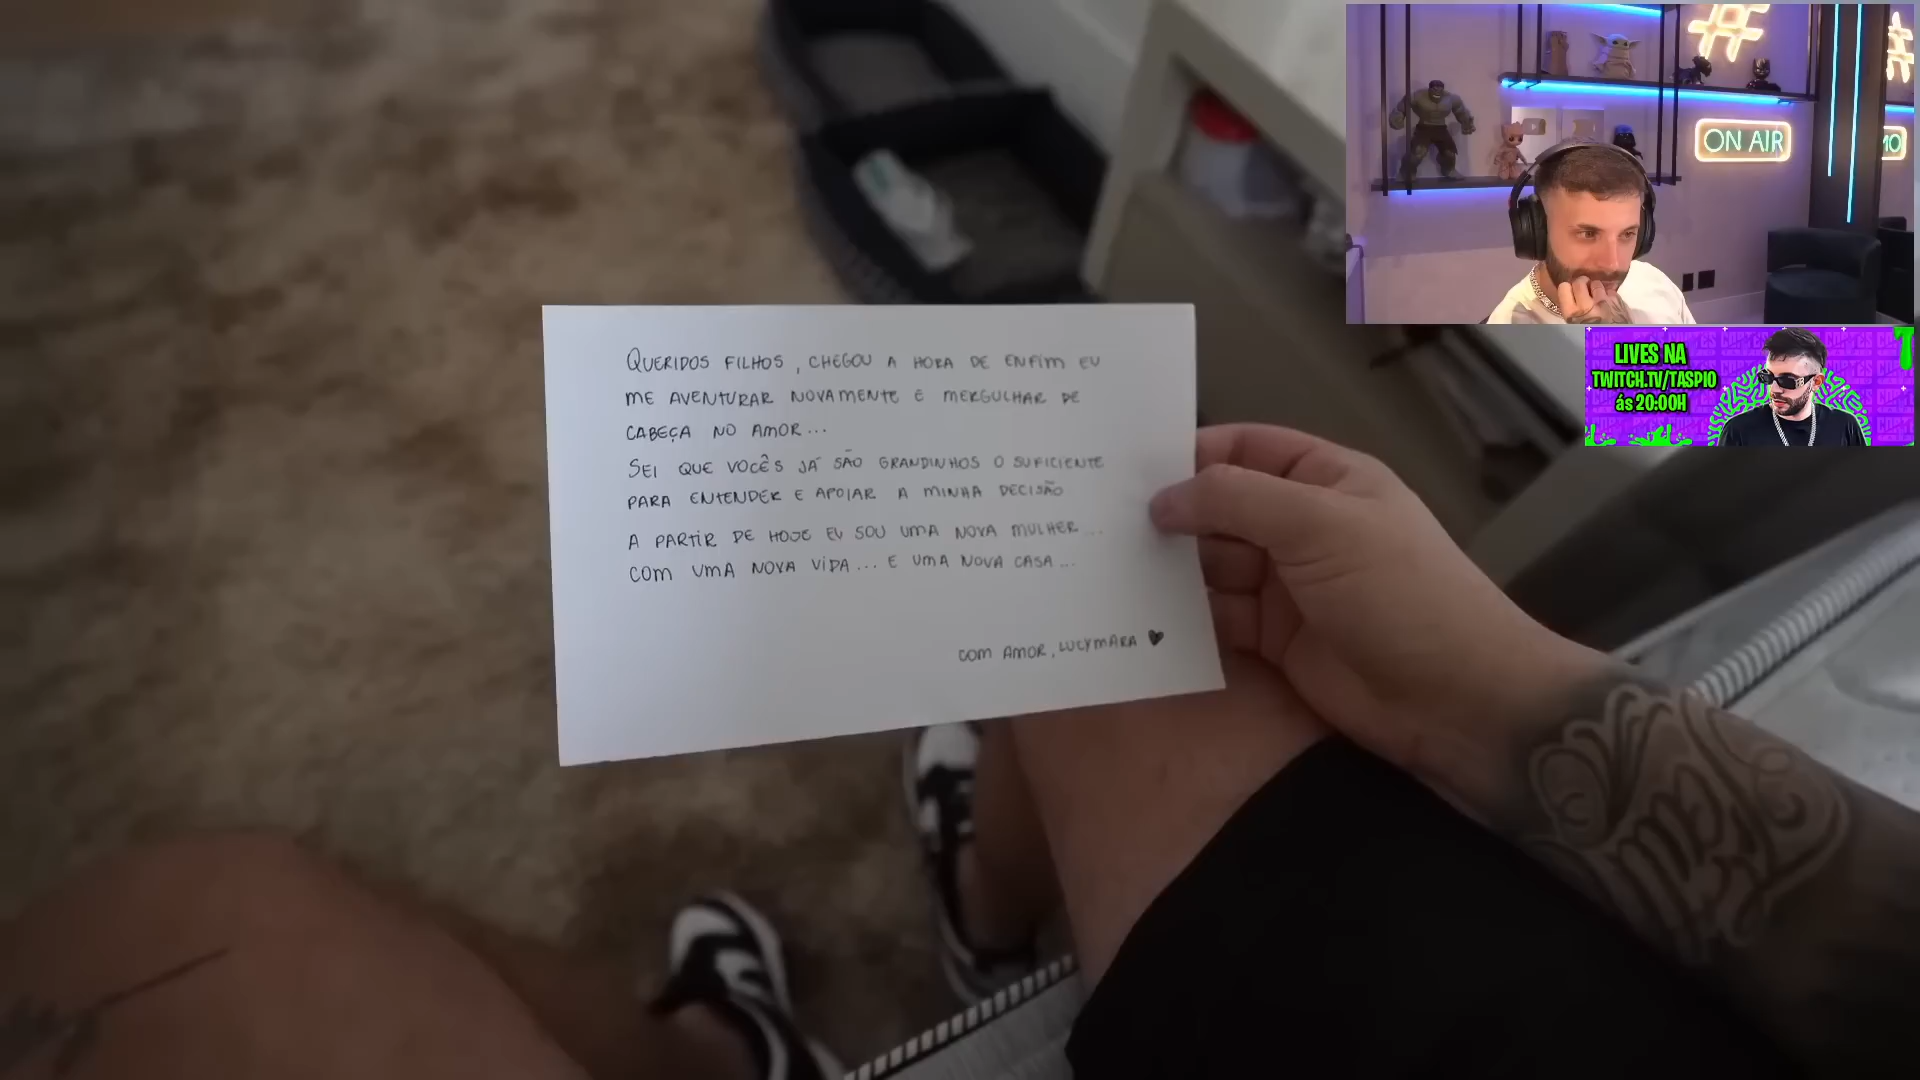 QUERIDOS FILHOS, CHEGOU A HORA DE ENFIM EU
ME AVENTURAR NOVAMENTE E MERGULHAR DE
CABEÇA NO AMOR...
SEI QUE VOCÊS JÁ SÃO GRANDINHOS O SUFICIENTE
PARA ENTENDER E APOIAR A MINHA DECISÃO
A PARTIR DE HOJE EU SOU UMA NOVA MULHER...
COM UMA NOVA VIDA... E UMA NOVA CASA...
COM AMOR, LUCYMARA ♥
#
ON AIR
LIVES NA
TWITCH.TV/TASPIO
ás 20:00H